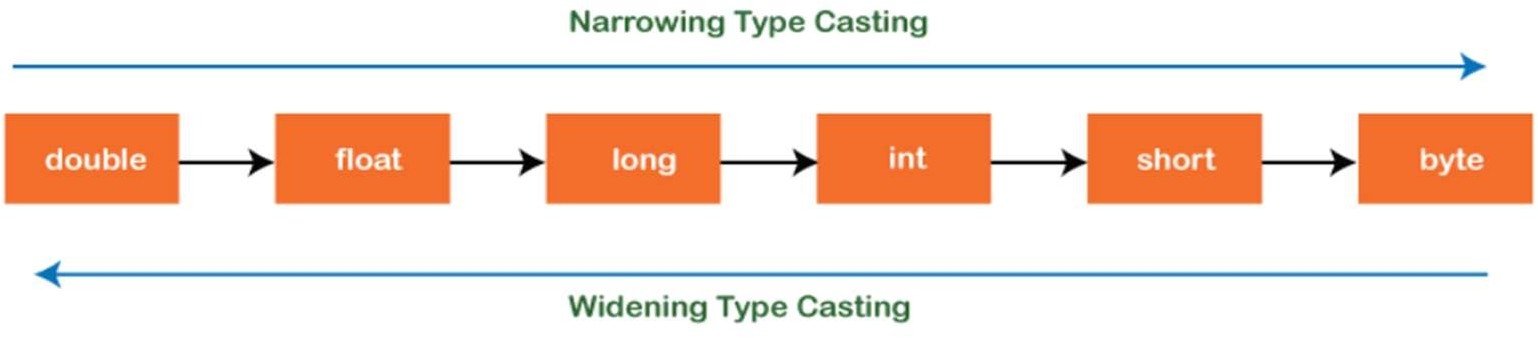 Narrowing Type Casting
double float long int short byte
Widening Type Casting